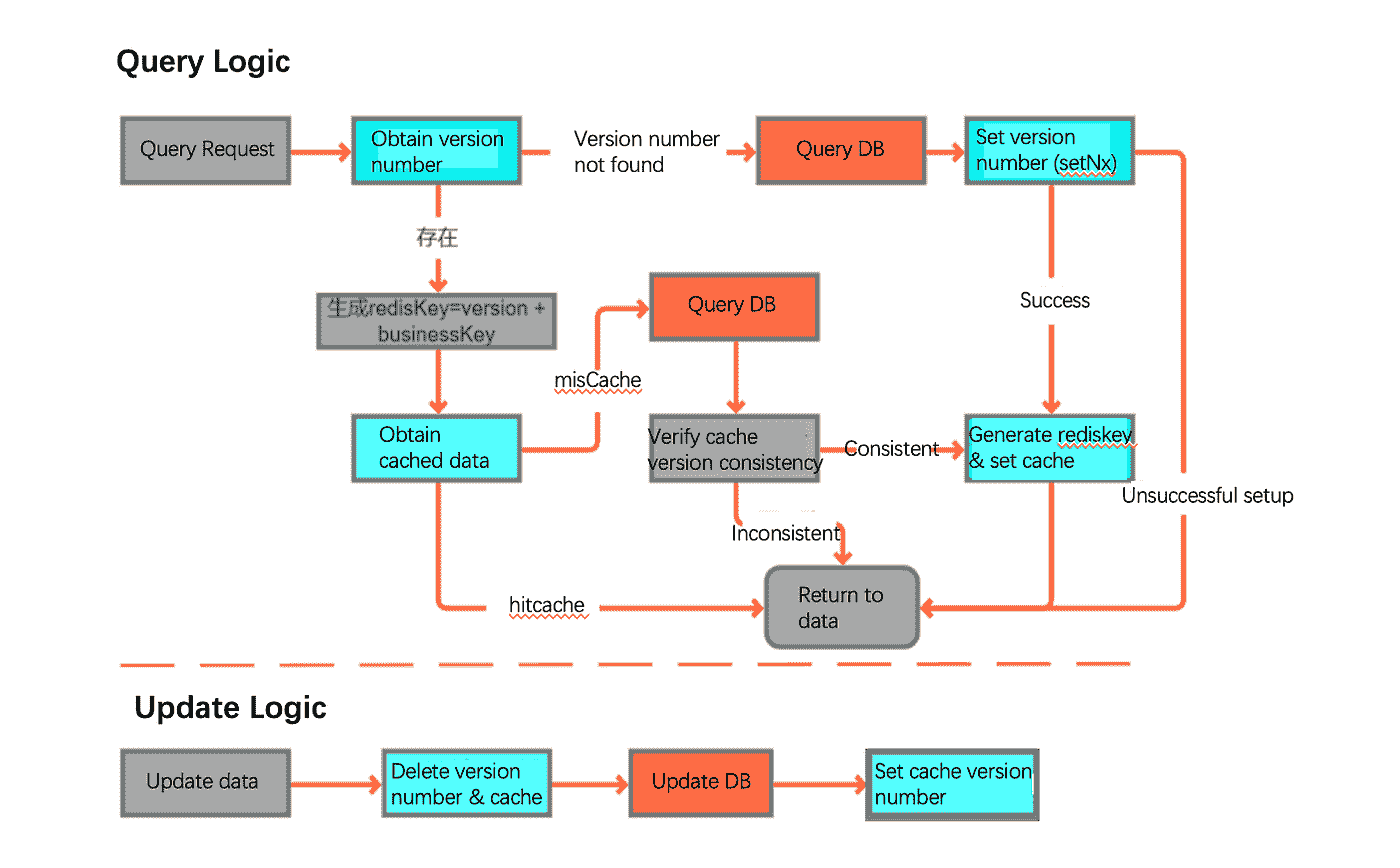 Query Logic
Query Request
Obtain version
number
Version number
not found
Query DB
Set version
number (setNx)
存在
生成redisKey=version +
businessKey
Query DB
Success
misCache
Obtain
cached data
Verify cache
version consistency
Consistent
Generate rediskey
& set cache
Unsuccessful setup
Inconsistent
hitcache
Return to
data
Update Logic
Update data
Delete version
number & cache
Update DB
Set cache version
number